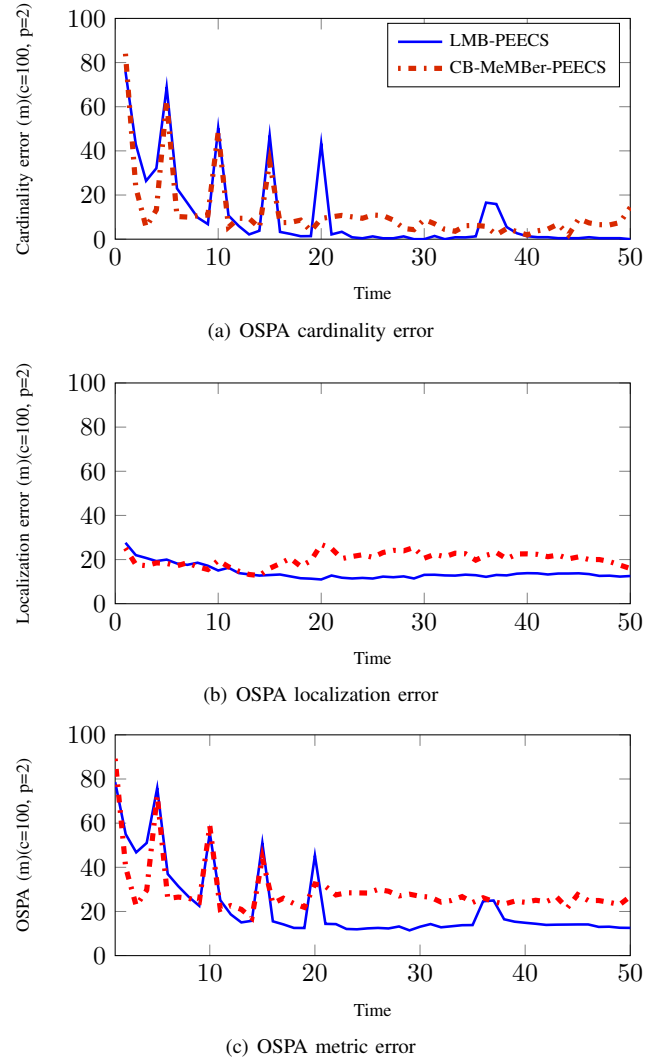 100
80
60
40
20
0
Cardinality error (m)(c=100, p=2)
LMB-PEECS
CB-MeMBer-PEECS
0 10 20 30 40 50
Time
(a) OSPA cardinality error
100
80
60
40
20
0
Localization error (m)(c=100, p=2)
0 10 20 30 40 50
Time
(b) OSPA localization error
100
80
60
40
20
0
OSPA (m)(c=100, p=2)
10 20 30 40 50
Time
(c) OSPA metric error